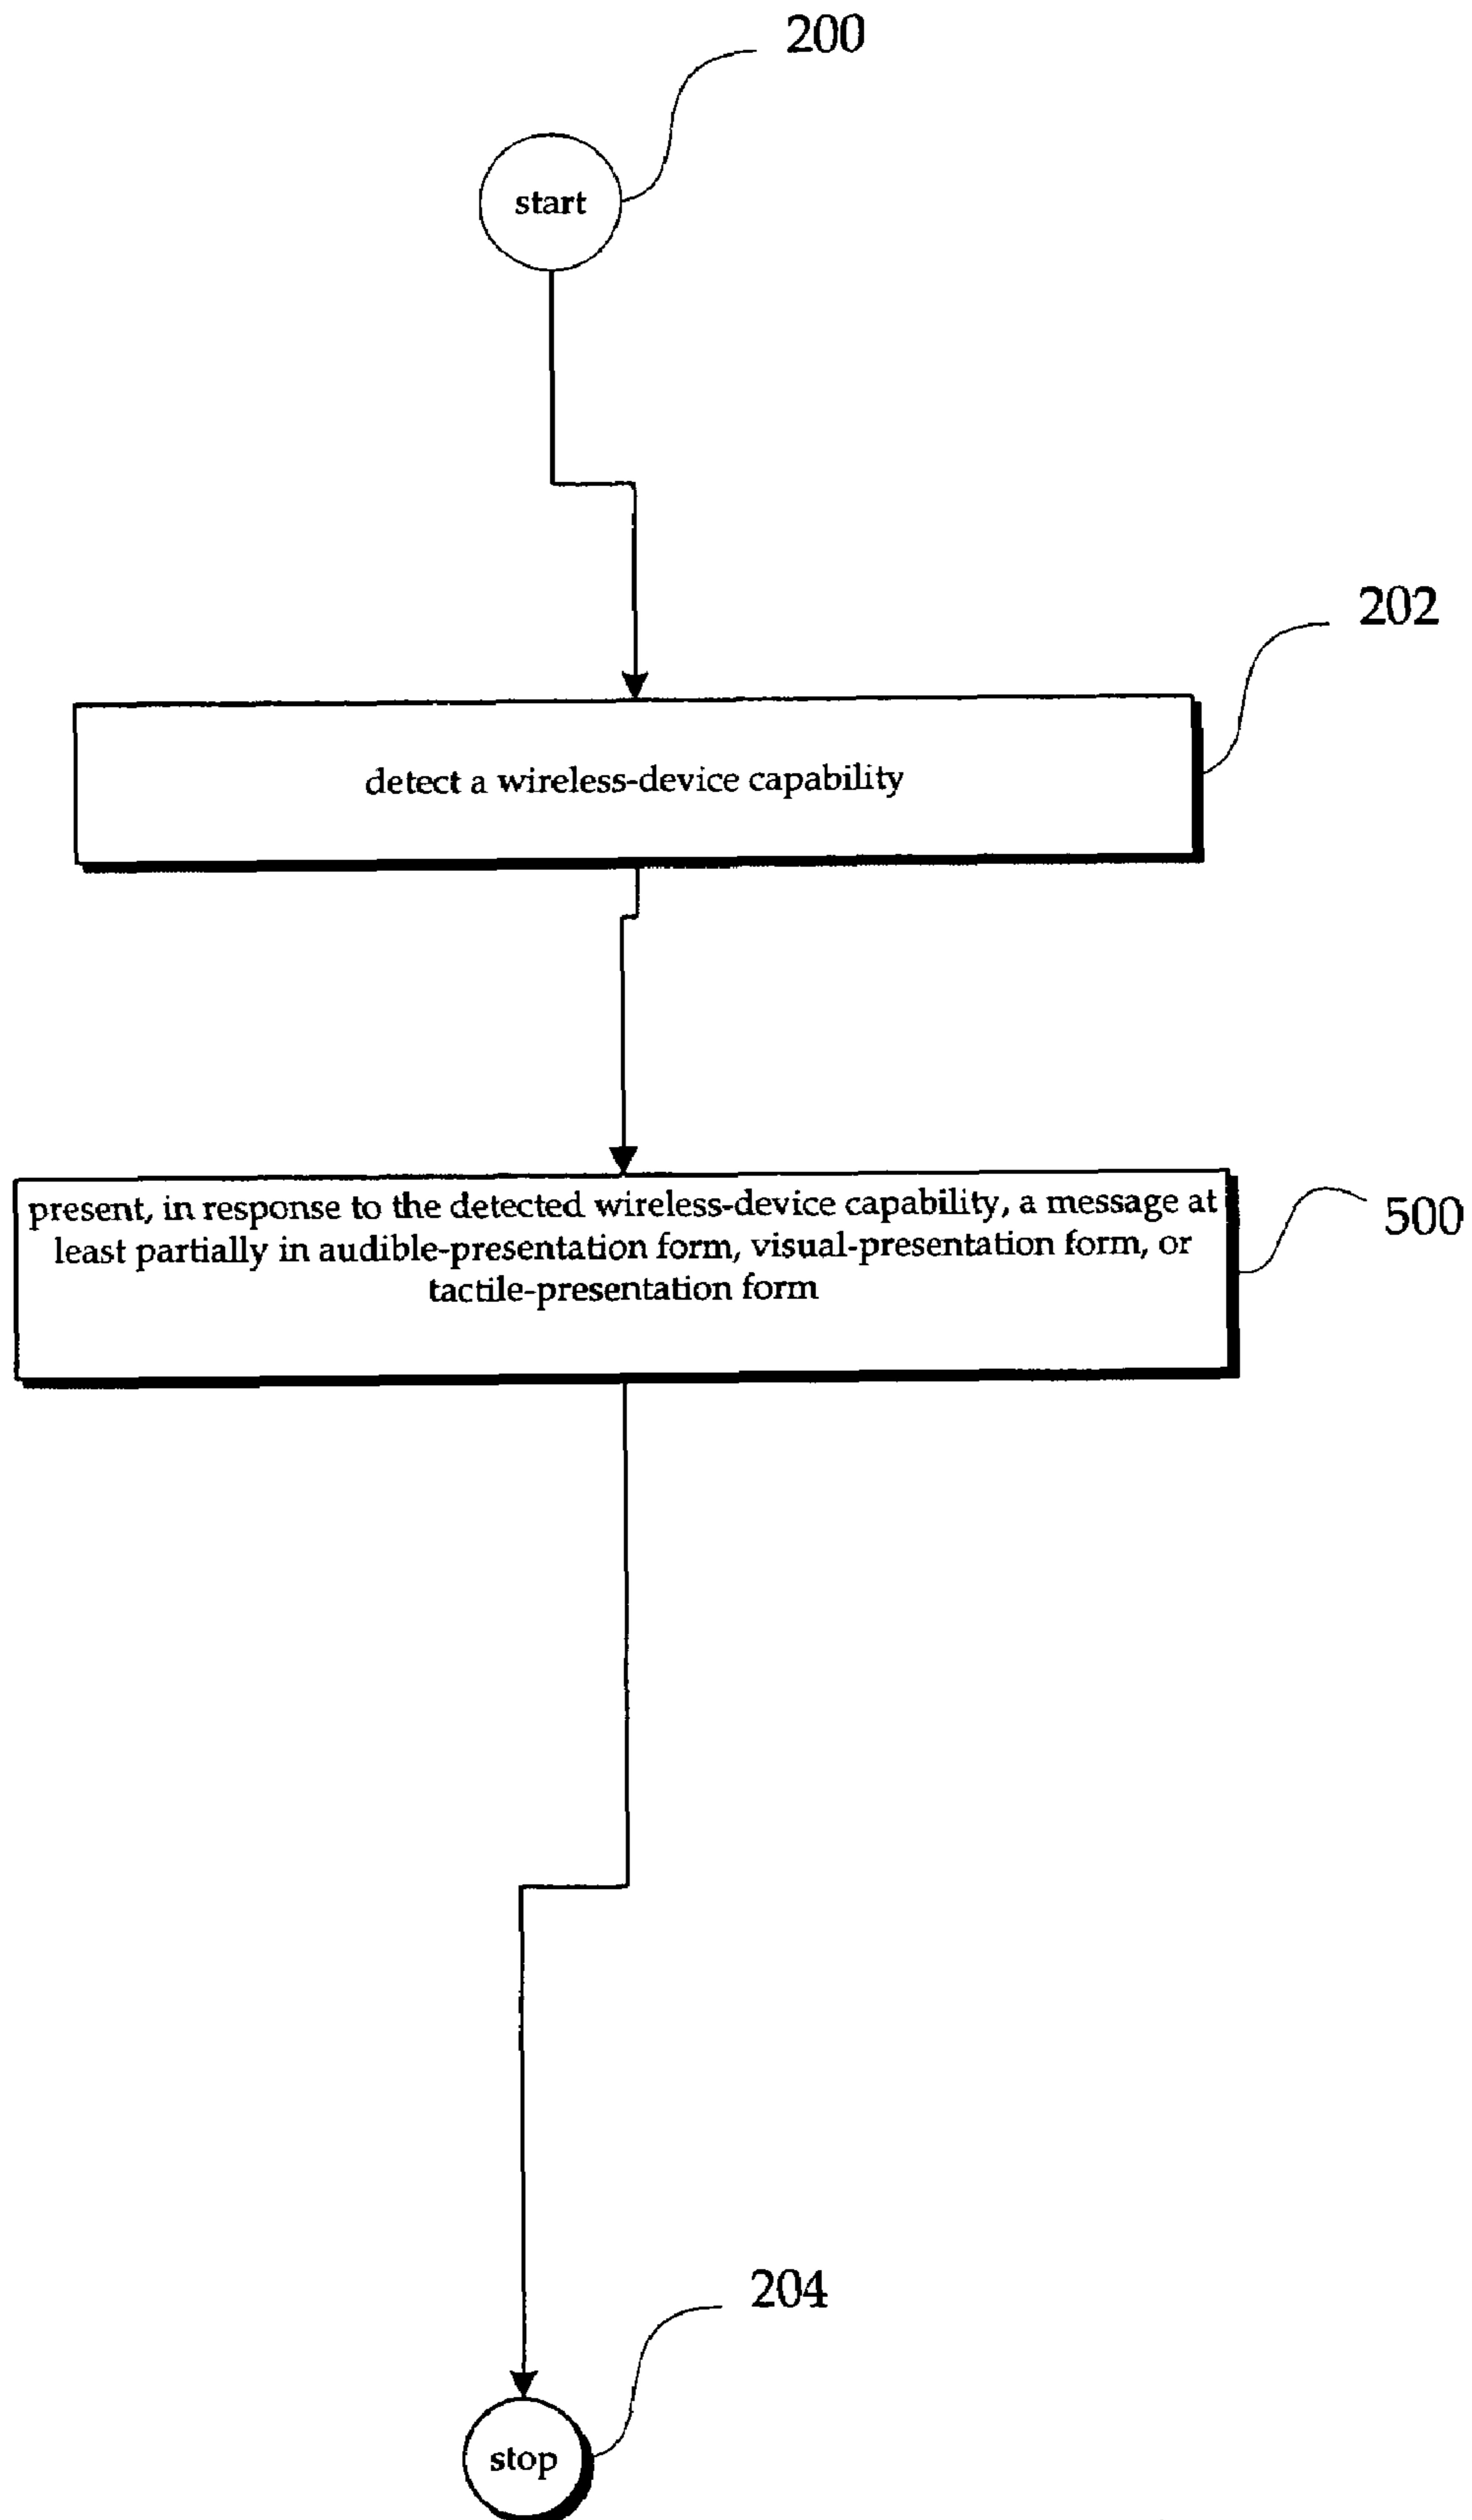 200
start
202
detect a wireless-device capability
present, in response to the detected wireless-device capability, a message at
least partially in audible-presentation form, visual-presentation form, or
tactile-presentation form
500
204
stop